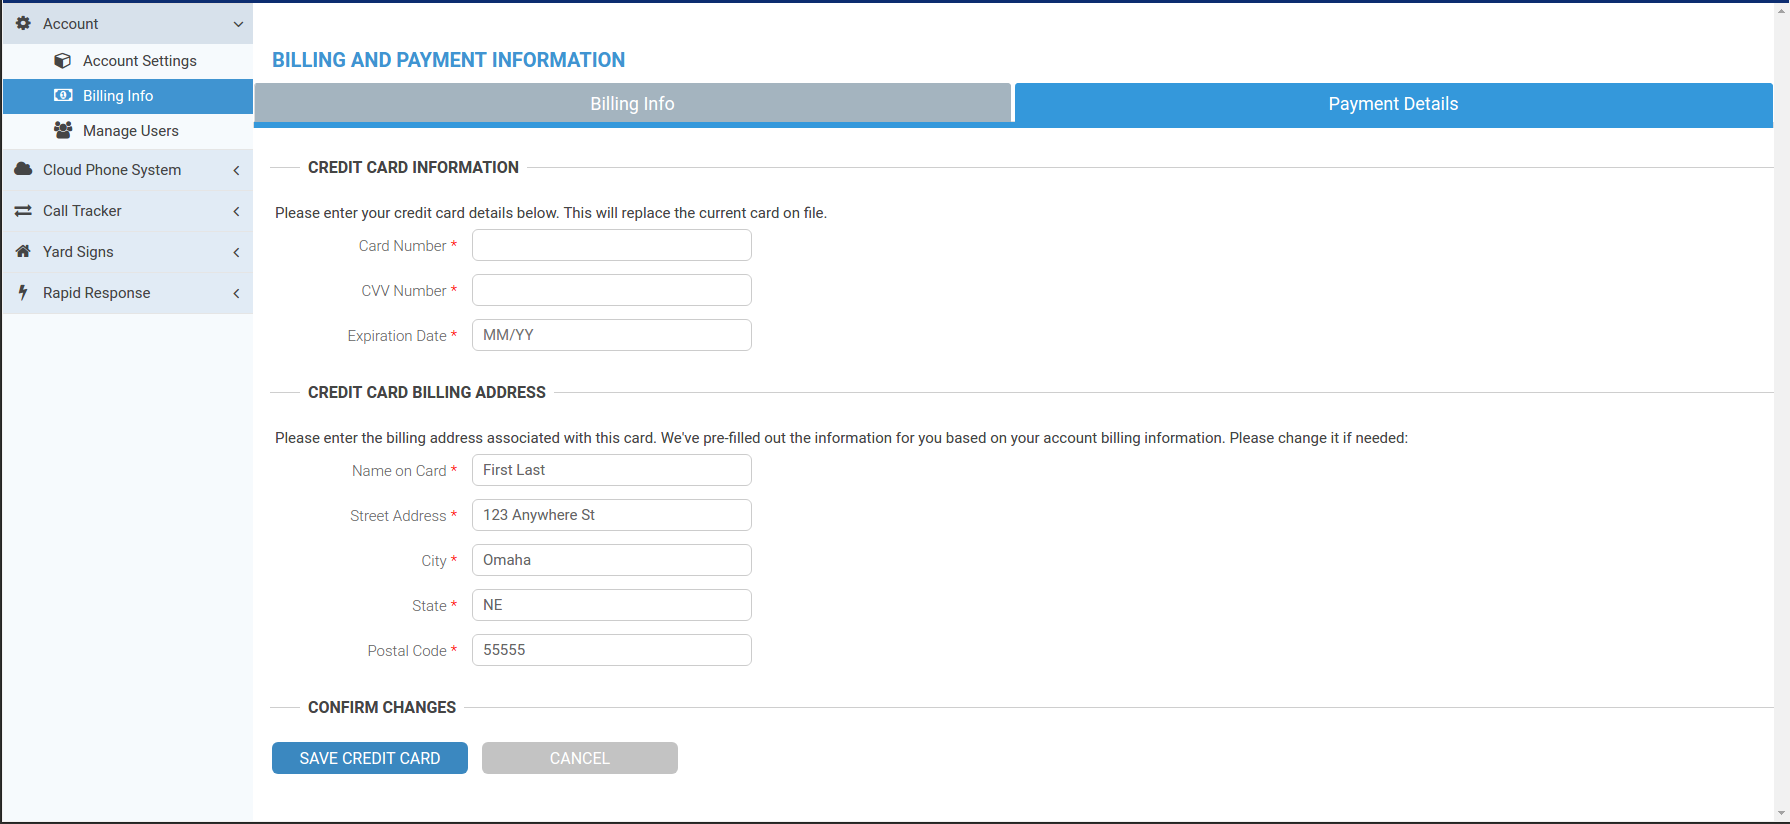 Account
Account Settings
Billing Info
Manage Users
Cloud Phone System
Call Tracker
Yard Signs
Rapid Response
BILLING AND PAYMENT INFORMATION
Billing Info Payment Details
CREDIT CARD INFORMATION
Please enter your credit card details below. This will replace the current card on file.
Card Number *
CVV Number *
Expiration Date * MM/YY
CREDIT CARD BILLING ADDRESS
Please enter the billing address associated with this card. We've pre-filled out the information for you based on your account billing information. Please change it if needed:
Name on Card * First Last
Street Address * 123 Anywhere St
City * Omaha
State * NE
Postal Code * 55555
CONFIRM CHANGES
SAVE CREDIT CARD CANCEL